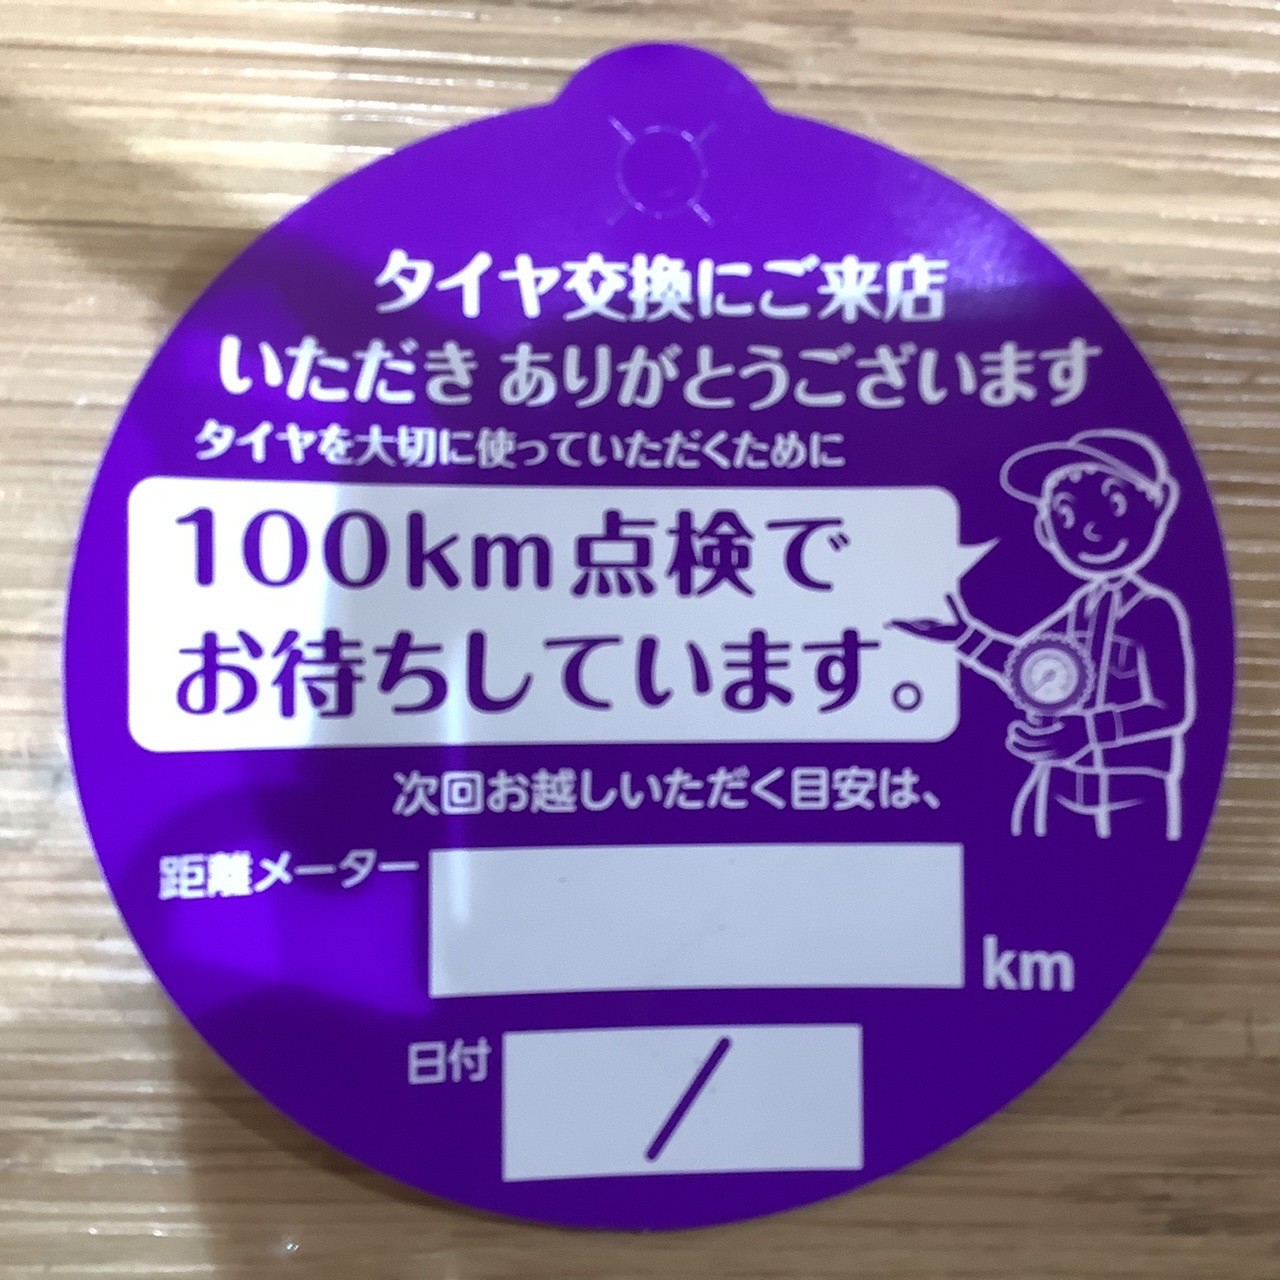 タイヤ交換にご来店
いただき ありがとうございます
タイヤを大切に使っていただくために
100km点検で
お待ちしています。
次回お越しいただく目安は、
距離メーター
km
日付
/